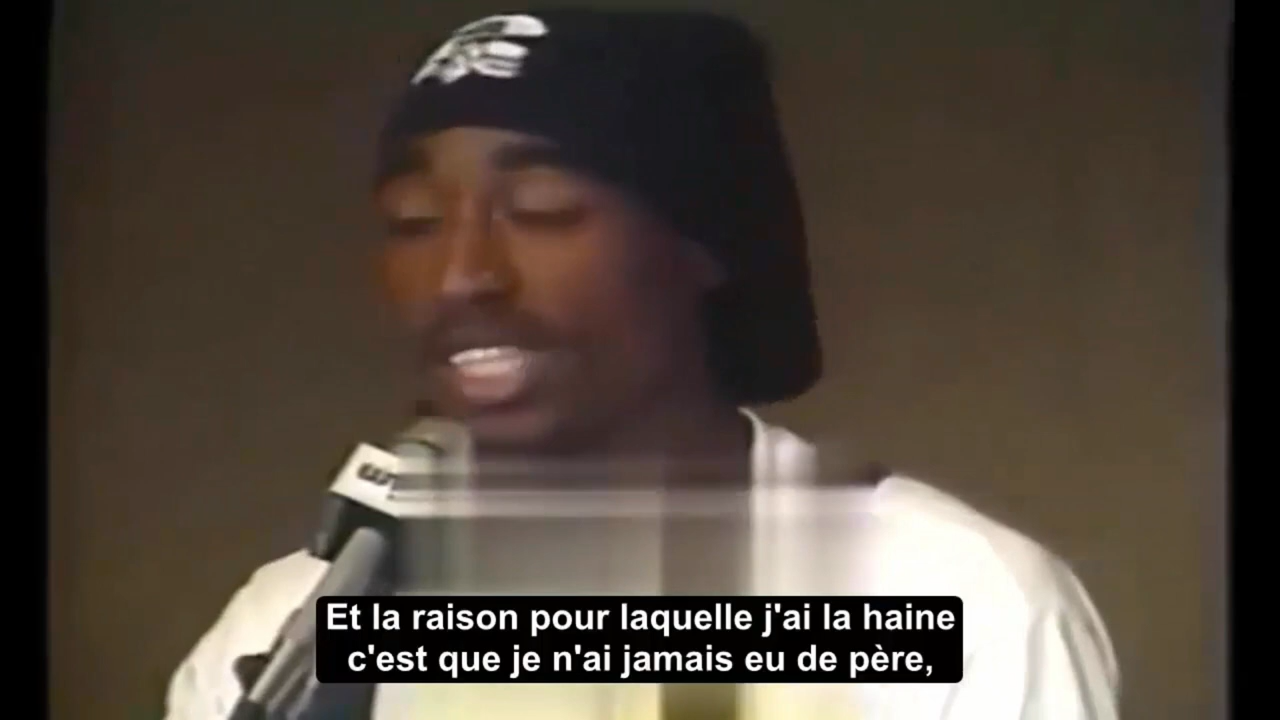 Et la raison pour laquelle j'ai la haine
c'est que je n'ai jamais eu de père,